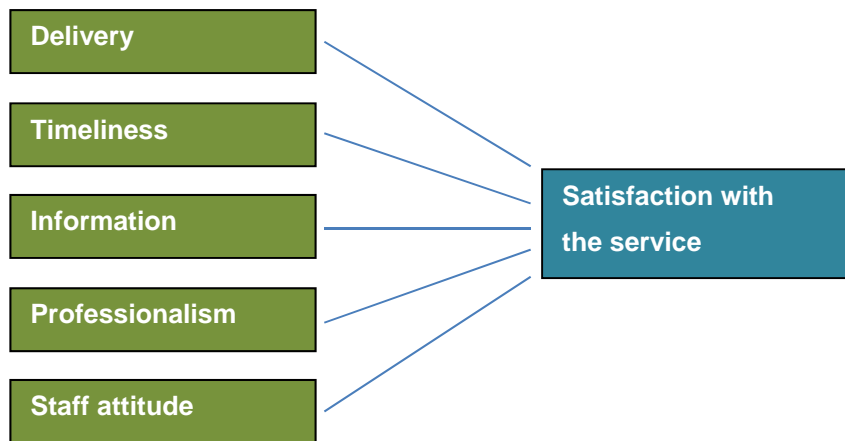 Delivery
Timeliness
Information
Professionalism
Staff attitude
Satisfaction with
the service